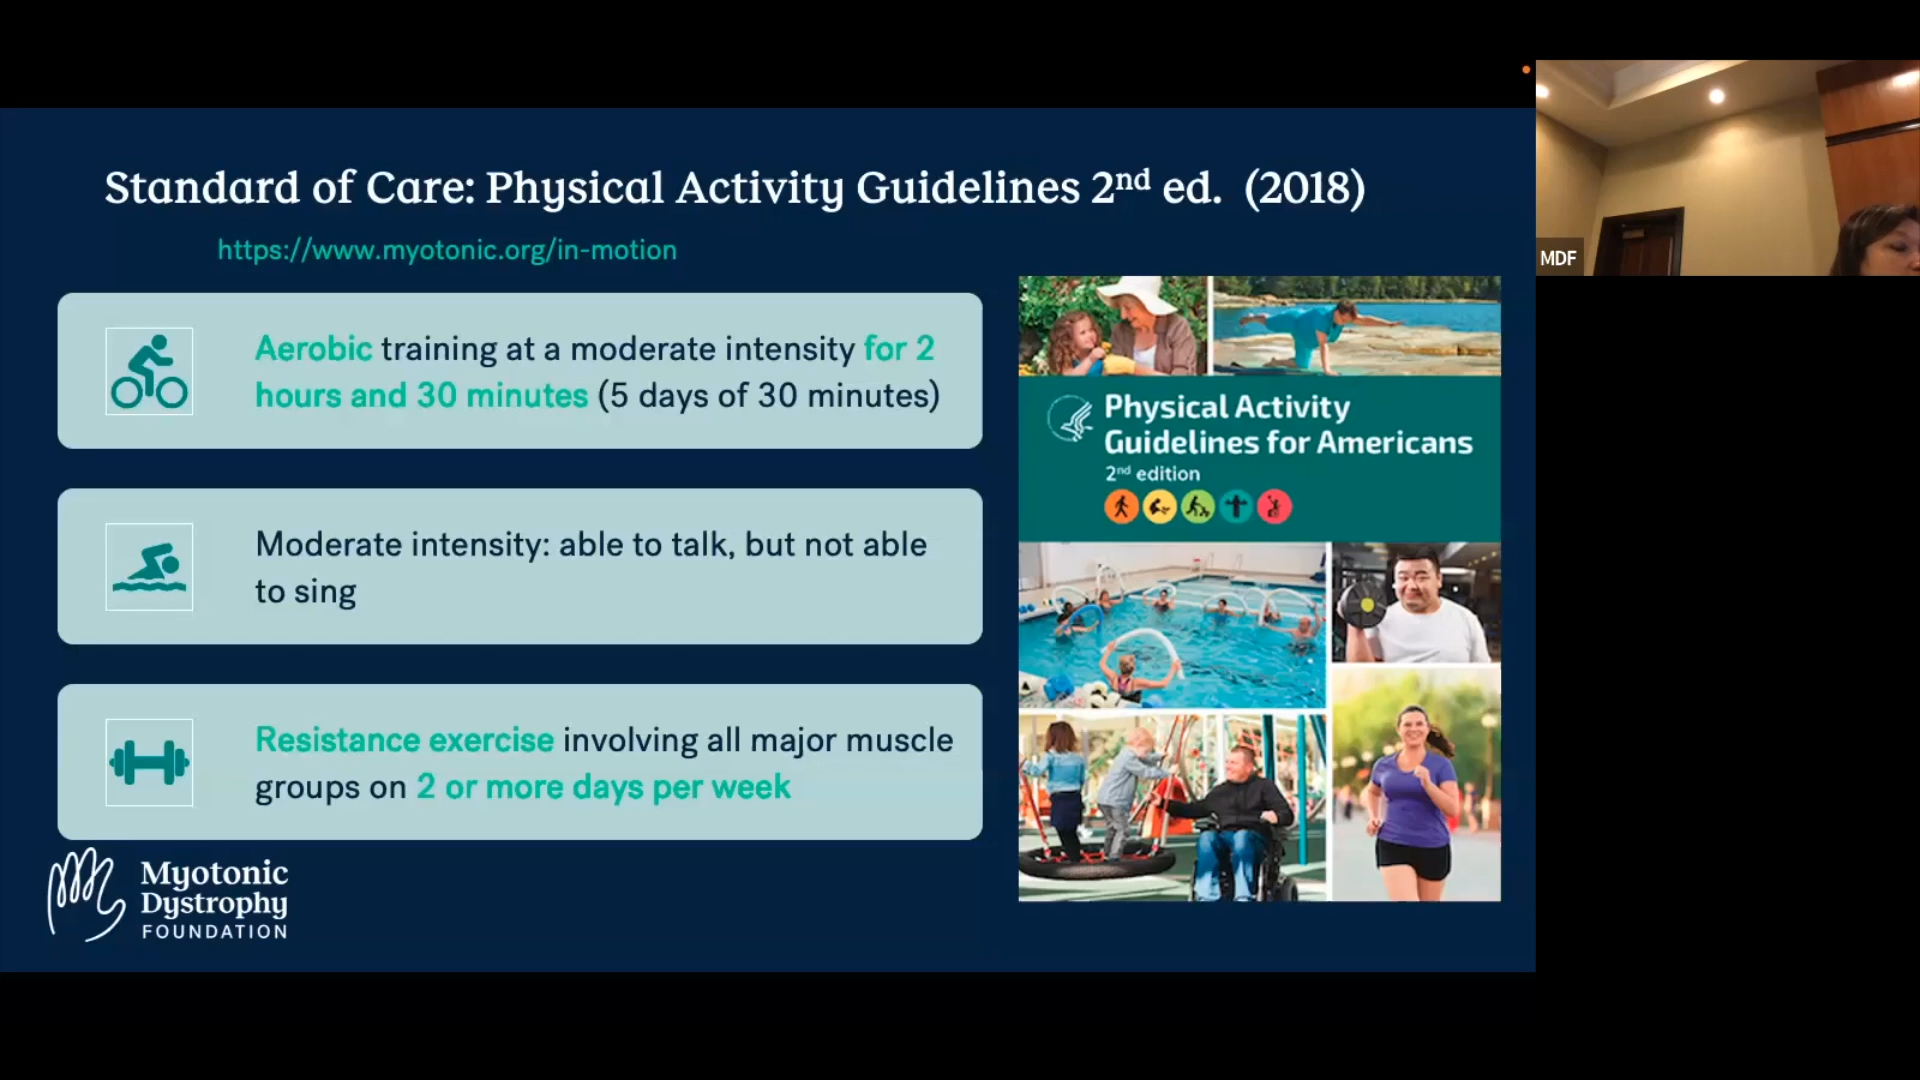 Standard of Care: Physical Activity Guidelines 2nd ed. (2018)
https://www.myotonic.org/in-motion
Aerobic training at a moderate intensity for 2
hours and 30 minutes (5 days of 30 minutes)
Moderate intensity: able to talk, but not able
to sing
Resistance exercise involving all major muscle
groups on 2 or more days per week
Physical Activity
Guidelines for Americans
2nd edition
Myotonic
Dystrophy
FOUNDATION
MDF